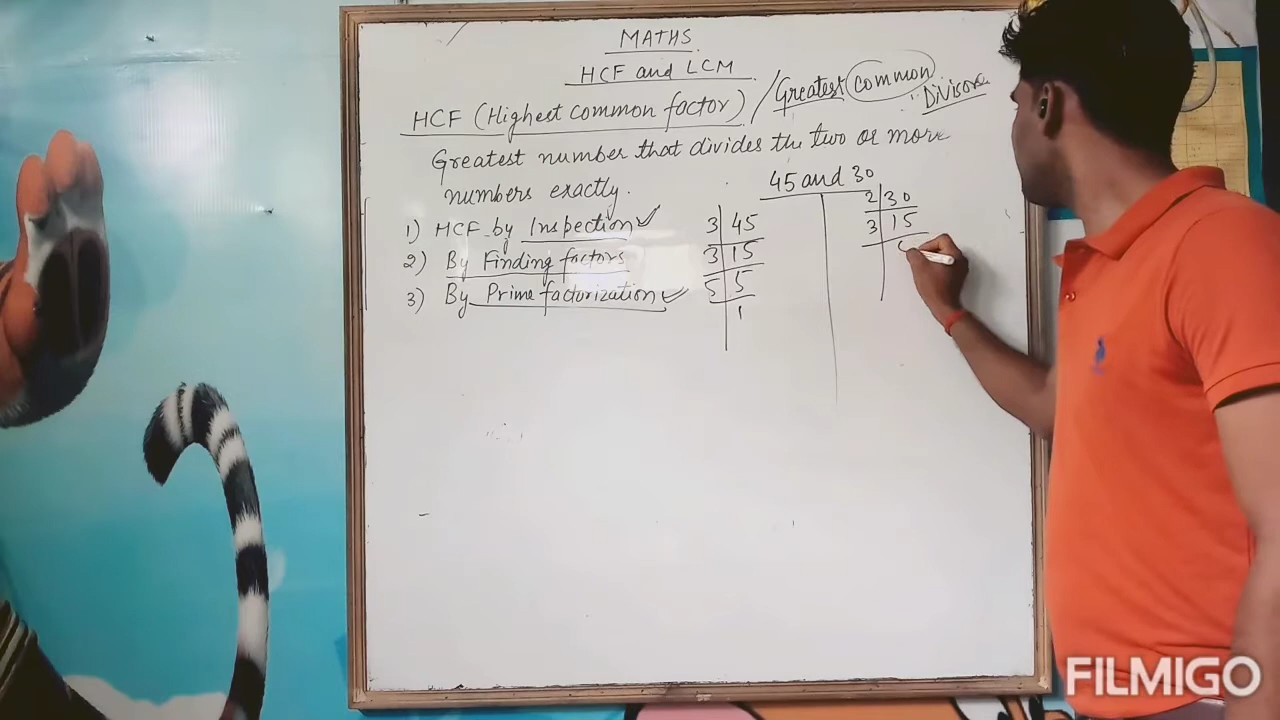 MATHS
HCF and LCM
HCF (Highest common factor) / Greatest common Divisor
Greatest number that divides the two or more
numbers exactly.
45 and 30
1) HCF by Inspection ✓
2) By Finding factors
3) By Prime factorization ✓
3 | 45
3 | 15
5 | 5
1
2 | 30
3 | 15
FILMIGO